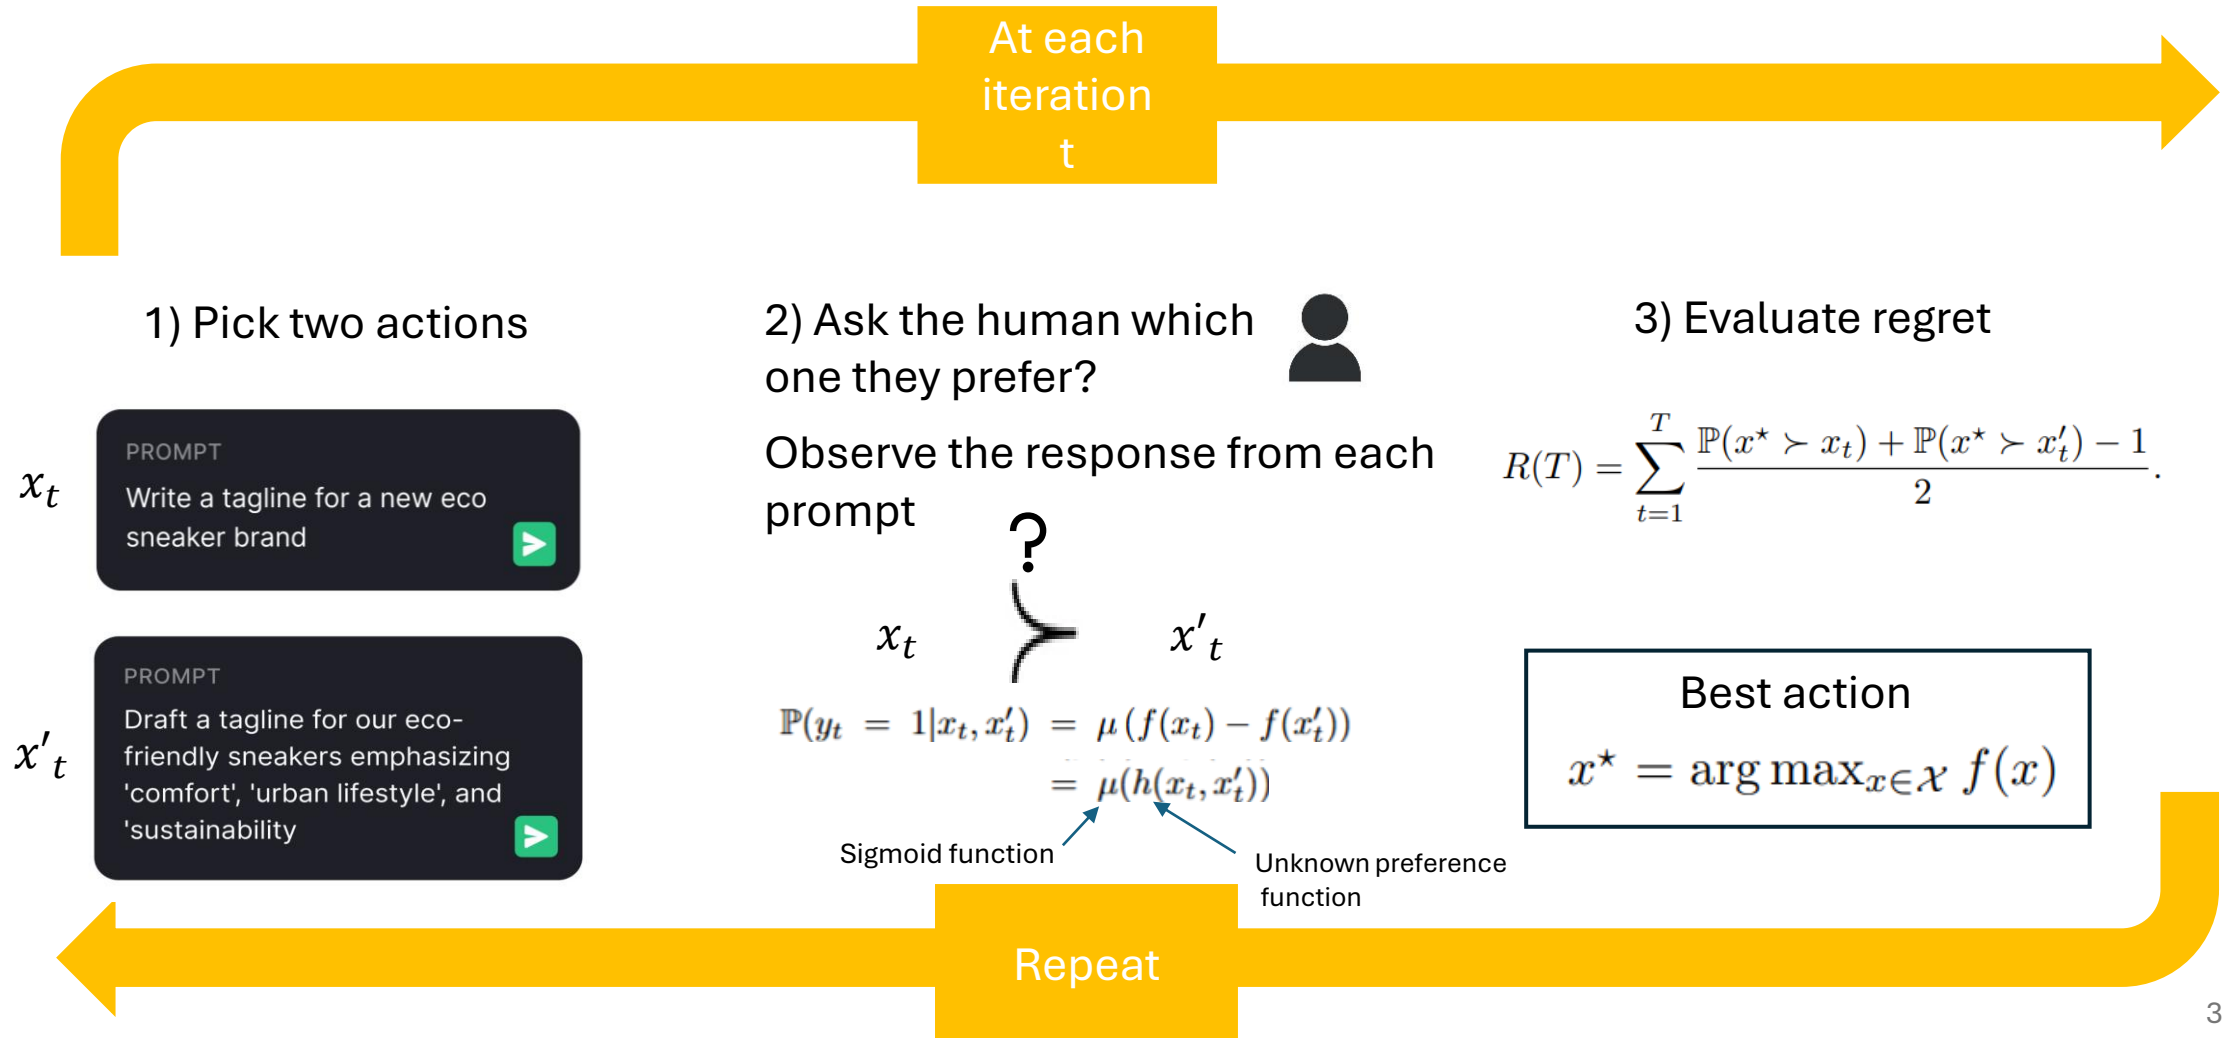 At each
iteration
t
1) Pick two actions
x_t
PROMPT
Write a tagline for a new eco
sneaker brand
x'_t
PROMPT
Draft a tagline for our eco-
friendly sneakers emphasizing
'comfort', 'urban lifestyle', and
'sustainability
2) Ask the human which
one they prefer?
Observe the response from each
prompt
?
x_t ≻ x'_t
ℙ(y_t = 1|x_t, x'_t) = μ(f(x_t) − f(x'_t))
= μ(h(x_t, x'_t))
Sigmoid function
Unknown preference
function
3) Evaluate regret
R(T) = ∑_{t=1}^{T} (ℙ(x⋆ ≻ x_t) + ℙ(x⋆ ≻ x'_t) − 1) / 2.
Best action
x⋆ = arg max_{x∈𝒳} f(x)
Repeat
3